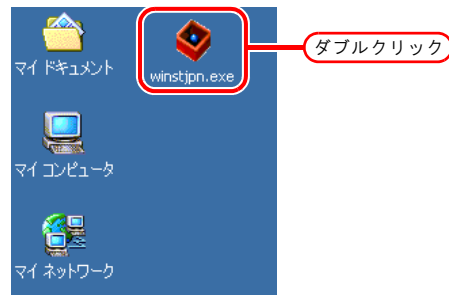 マイ ドキュメント
winstjpn.exe
ダブルクリック
マイ コンピュータ
マイ ネットワーク